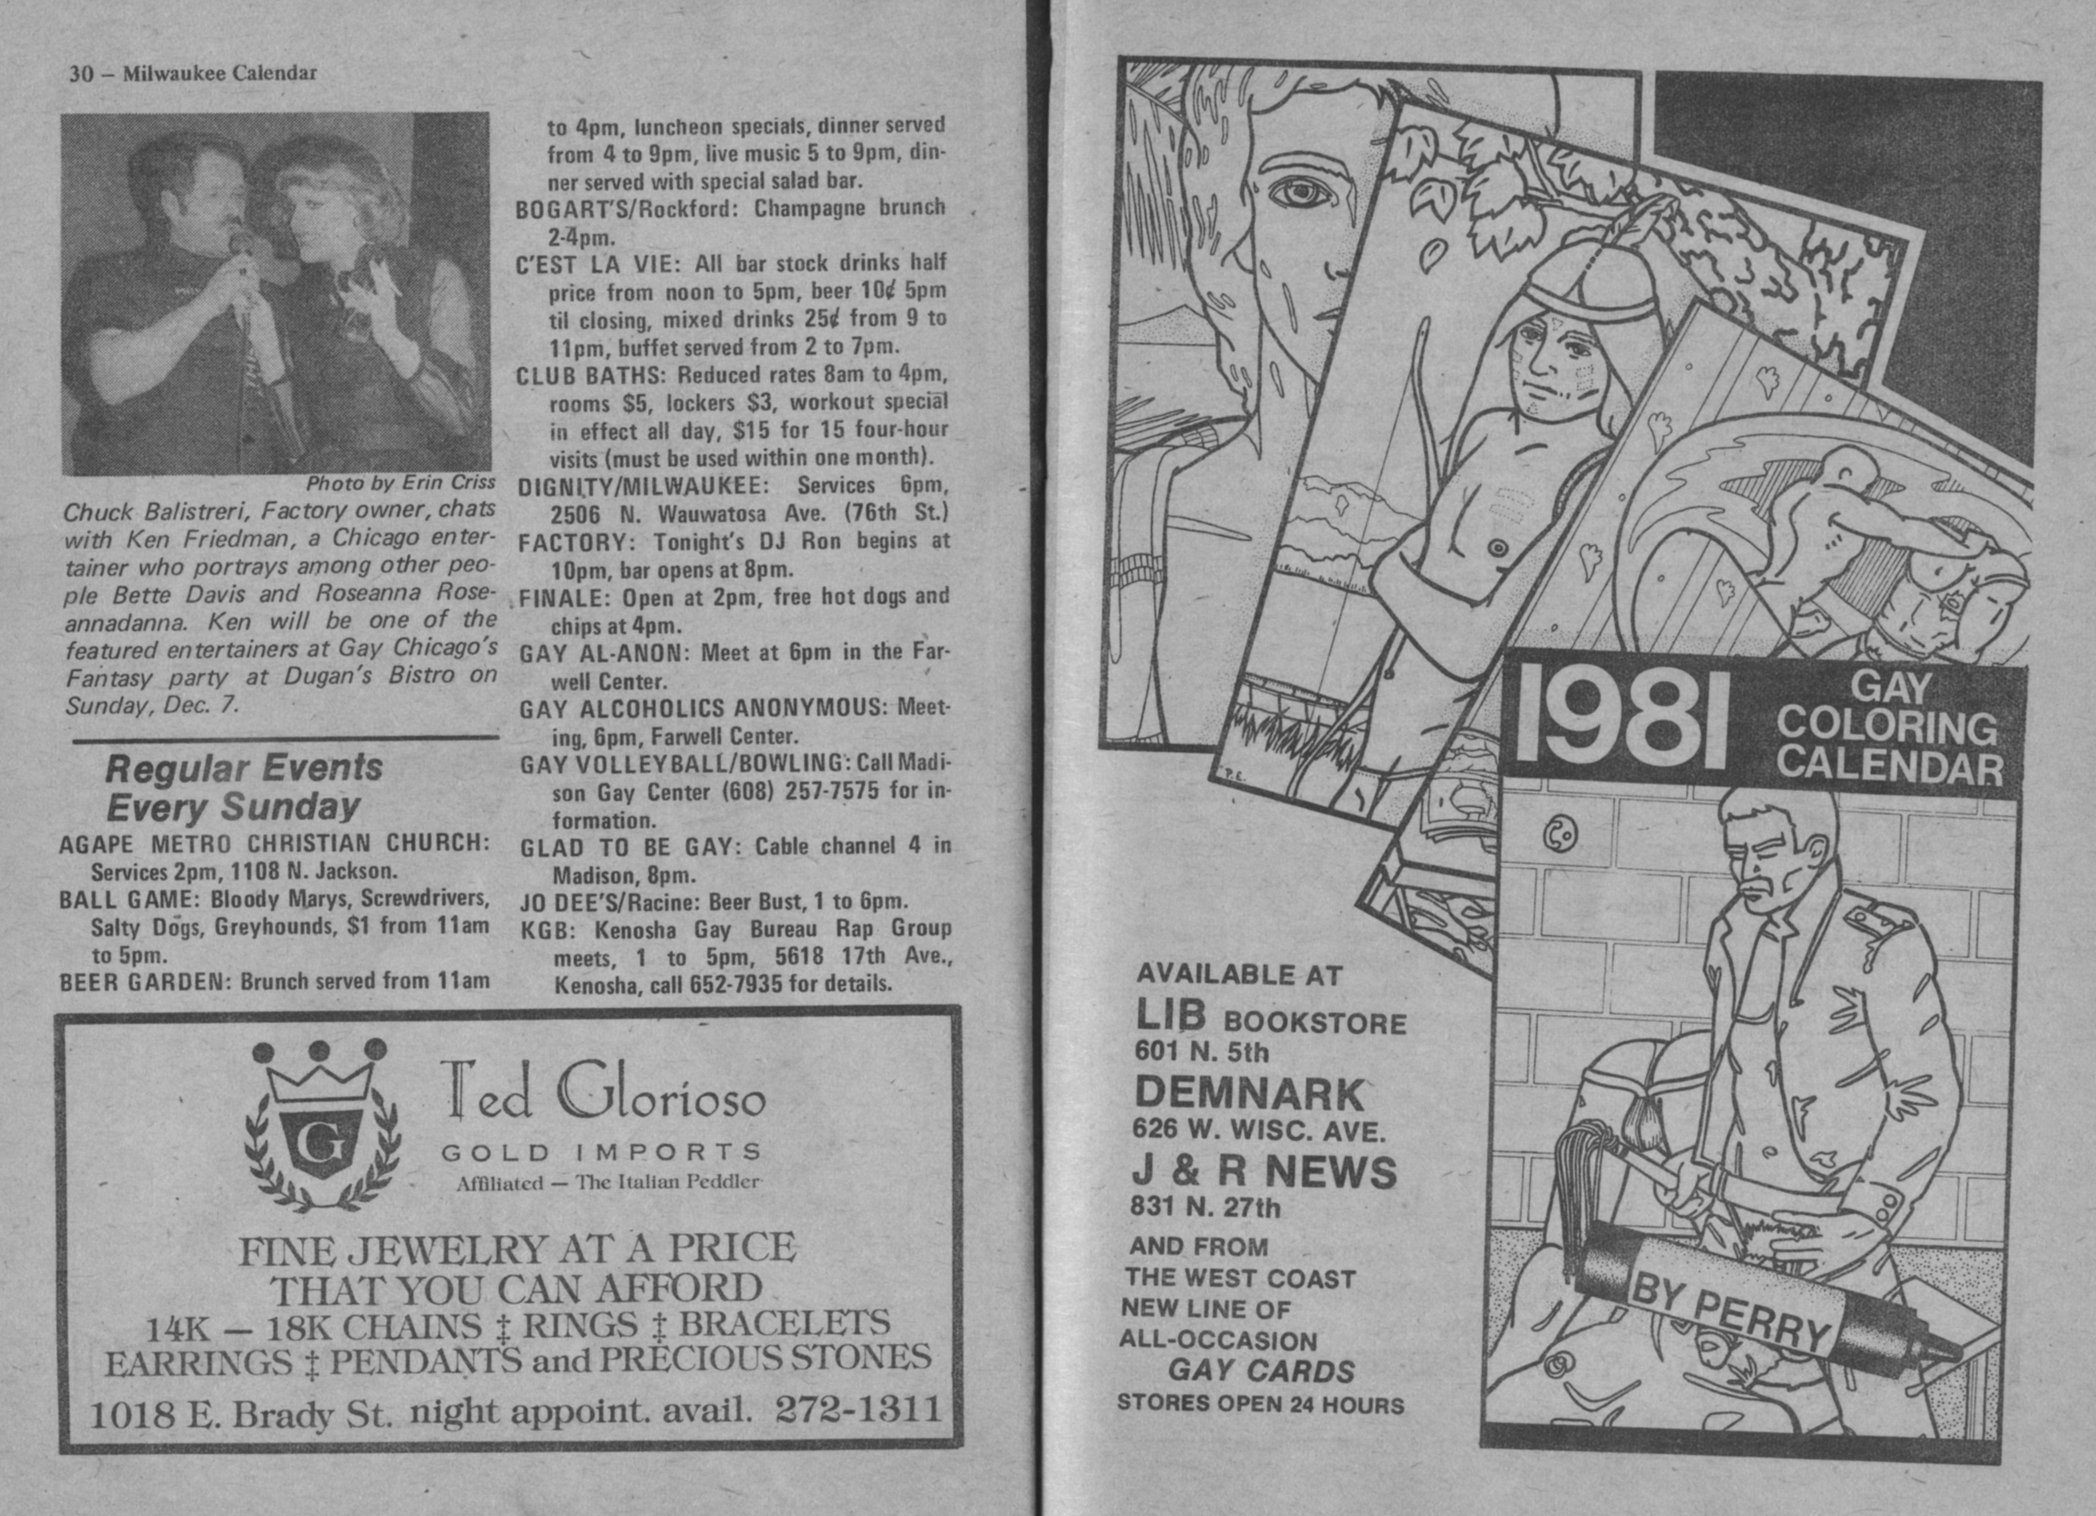 30 – Milwaukee Calendar
Photo by Erin Criss
Chuck Balistreri, Factory owner, chats
with Ken Friedman, a Chicago enter-
tainer who portrays among other peo-
ple Bette Davis and Roseanna Rose-
annadanna. Ken will be one of the
featured entertainers at Gay Chicago's
Fantasy party at Dugan's Bistro on
Sunday, Dec. 7.
Regular Events
Every Sunday
AGAPE METRO CHRISTIAN CHURCH:
Services 2pm, 1108 N. Jackson.
BALL GAME: Bloody Marys, Screwdrivers,
Salty Dogs, Greyhounds, $1 from 11am
to 5pm.
BEER GARDEN: Brunch served from 11am
to 4pm, luncheon specials, dinner served
from 4 to 9pm, live music 5 to 9pm, din-
ner served with special salad bar.
BOGART'S/Rockford: Champagne brunch
2-4pm.
C'EST LA VIE: All bar stock drinks half
price from noon to 5pm, beer 10¢ 5pm
til closing, mixed drinks 25¢ from 9 to
11pm, buffet served from 2 to 7pm.
CLUB BATHS: Reduced rates 8am to 4pm,
rooms $5, lockers $3, workout special
in effect all day, $15 for 15 four-hour
visits (must be used within one month).
DIGNITY/MILWAUKEE: Services 6pm,
2506 N. Wauwatosa Ave. (76th St.)
FACTORY: Tonight's DJ Ron begins at
10pm, bar opens at 8pm.
FINALE: Open at 2pm, free hot dogs and
chips at 4pm.
GAY AL-ANON: Meet at 6pm in the Far-
well Center.
GAY ALCOHOLICS ANONYMOUS: Meet-
ing, 6pm, Farwell Center.
GAY VOLLEYBALL/BOWLING: Call Madi-
son Gay Center (608) 257-7575 for in-
formation.
GLAD TO BE GAY: Cable channel 4 in
Madison, 8pm.
JO DEE'S/Racine: Beer Bust, 1 to 6pm.
KGB: Kenosha Gay Bureau Rap Group
meets, 1 to 5pm, 5618 17th Ave.,
Kenosha, call 652-7935 for details.
G
Ted Glorioso
GOLD IMPORTS
Affiliated — The Italian Peddler
FINE JEWELRY AT A PRICE
THAT YOU CAN AFFORD
14K — 18K CHAINS ‡ RINGS ‡ BRACELETS
EARRINGS ‡ PENDANTS and PRECIOUS STONES
1018 E. Brady St. night appoint. avail. 272-1311
P.E.
1981 GAY
COLORING
CALENDAR
BY PERRY
AVAILABLE AT
LIB BOOKSTORE
601 N. 5th
DEMNARK
626 W. WISC. AVE.
J & R NEWS
831 N. 27th
AND FROM
THE WEST COAST
NEW LINE OF
ALL-OCCASION
GAY CARDS
STORES OPEN 24 HOURS